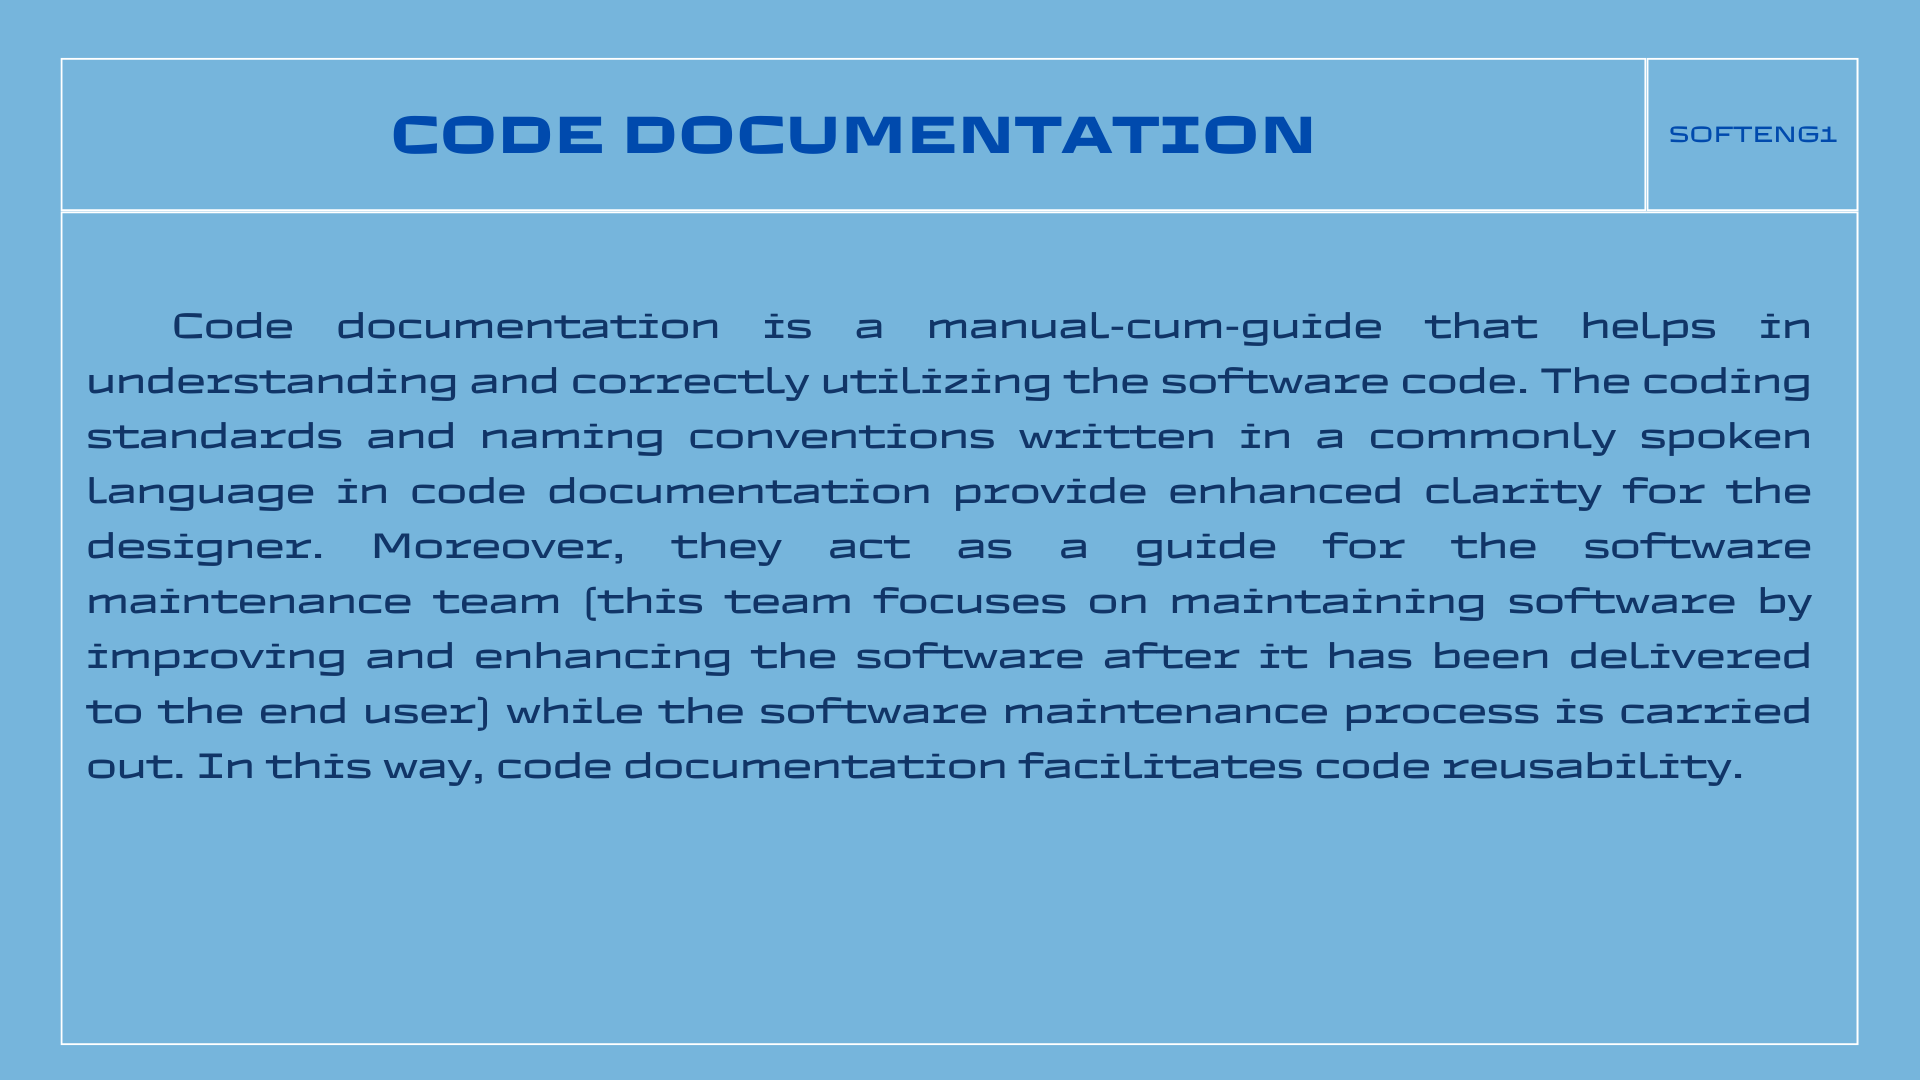 CODE DOCUMENTATION
SOFTENG1
Code documentation is a manual-cum-guide that helps in
understanding and correctly utilizing the software code. The coding
standards and naming conventions written in a commonly spoken
language in code documentation provide enhanced clarity for the
designer. Moreover, they act as a guide for the software
maintenance team (this team focuses on maintaining software by
improving and enhancing the software after it has been delivered
to the end user) while the software maintenance process is carried
out. In this way, code documentation facilitates code reusability.